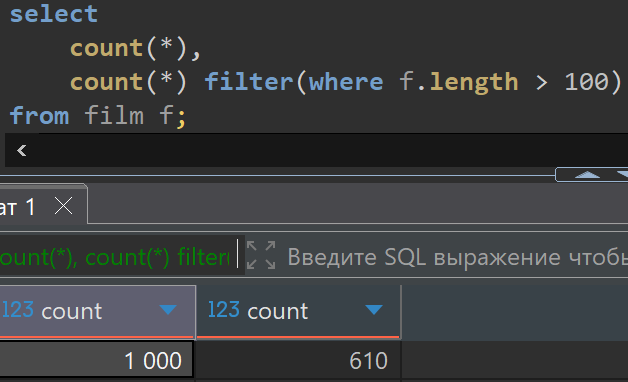 select
count(*),
count(*) filter(where f.length > 100)
from film f;
ат 1
ount(*), count(*) filter( Введите SQL выражение чтобы
123 count 123 count
1 000 610